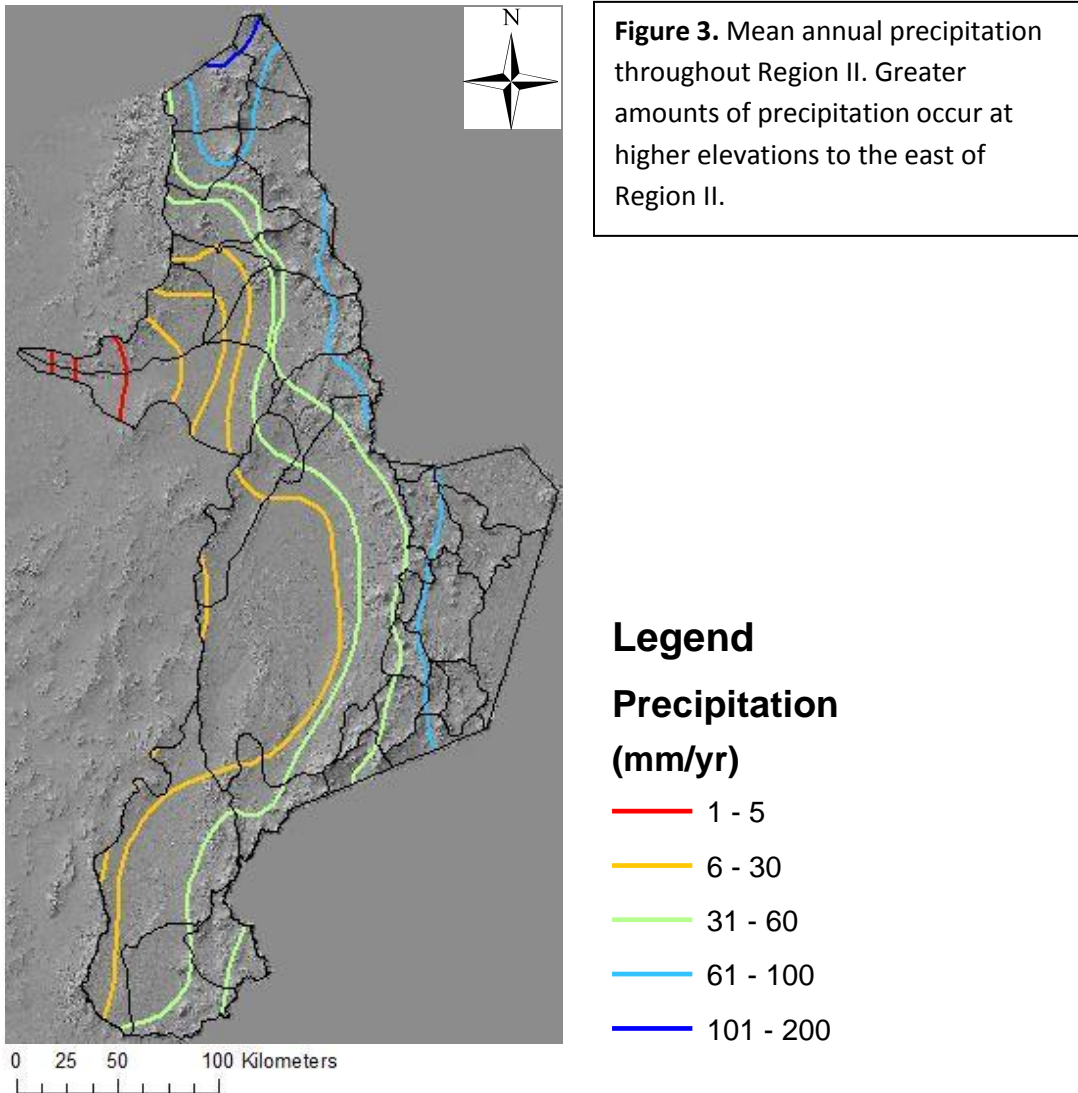 N
Figure 3. Mean annual precipitation
throughout Region II. Greater
amounts of precipitation occur at
higher elevations to the east of
Region II.
Legend
Precipitation
(mm/yr)
1 - 5
6 - 30
31 - 60
61 - 100
101 - 200
0 25 50 100 Kilometers